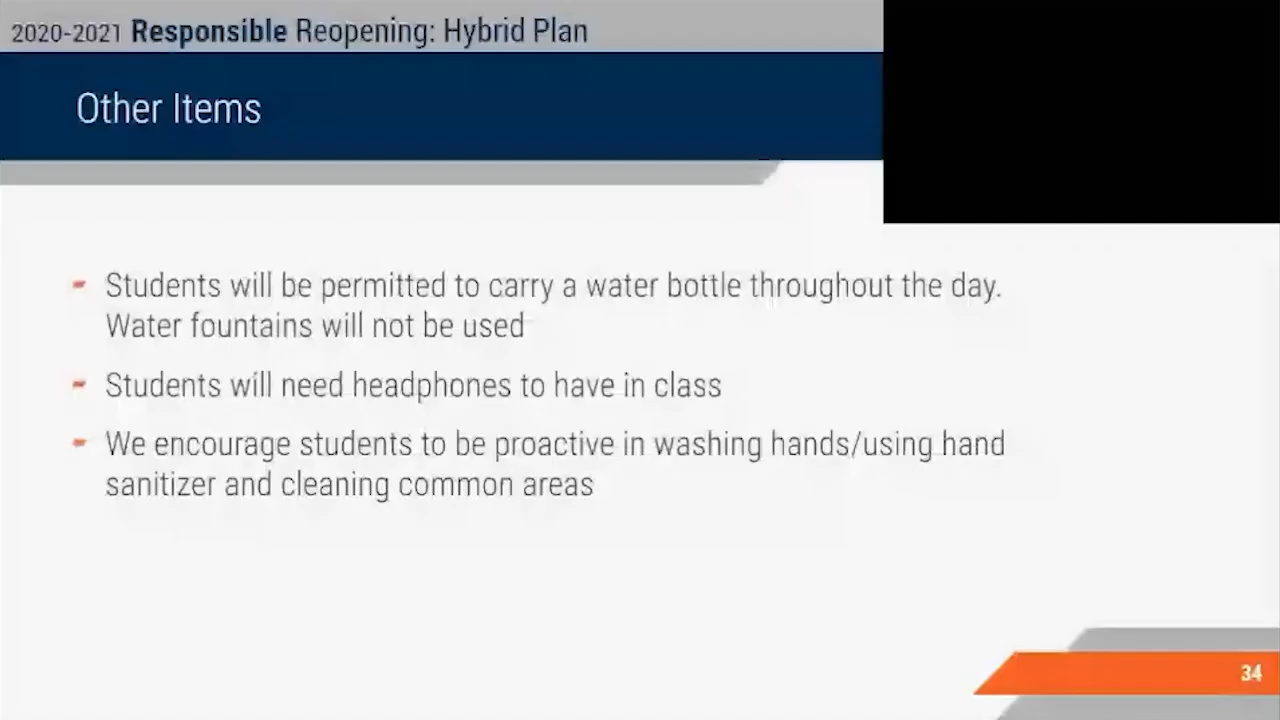 2020-2021 Responsible Reopening: Hybrid Plan
Other Items
Students will be permitted to carry a water bottle throughout the day.
Water fountains will not be used
Students will need headphones to have in class
We encourage students to be proactive in washing hands/using hand
sanitizer and cleaning common areas
34